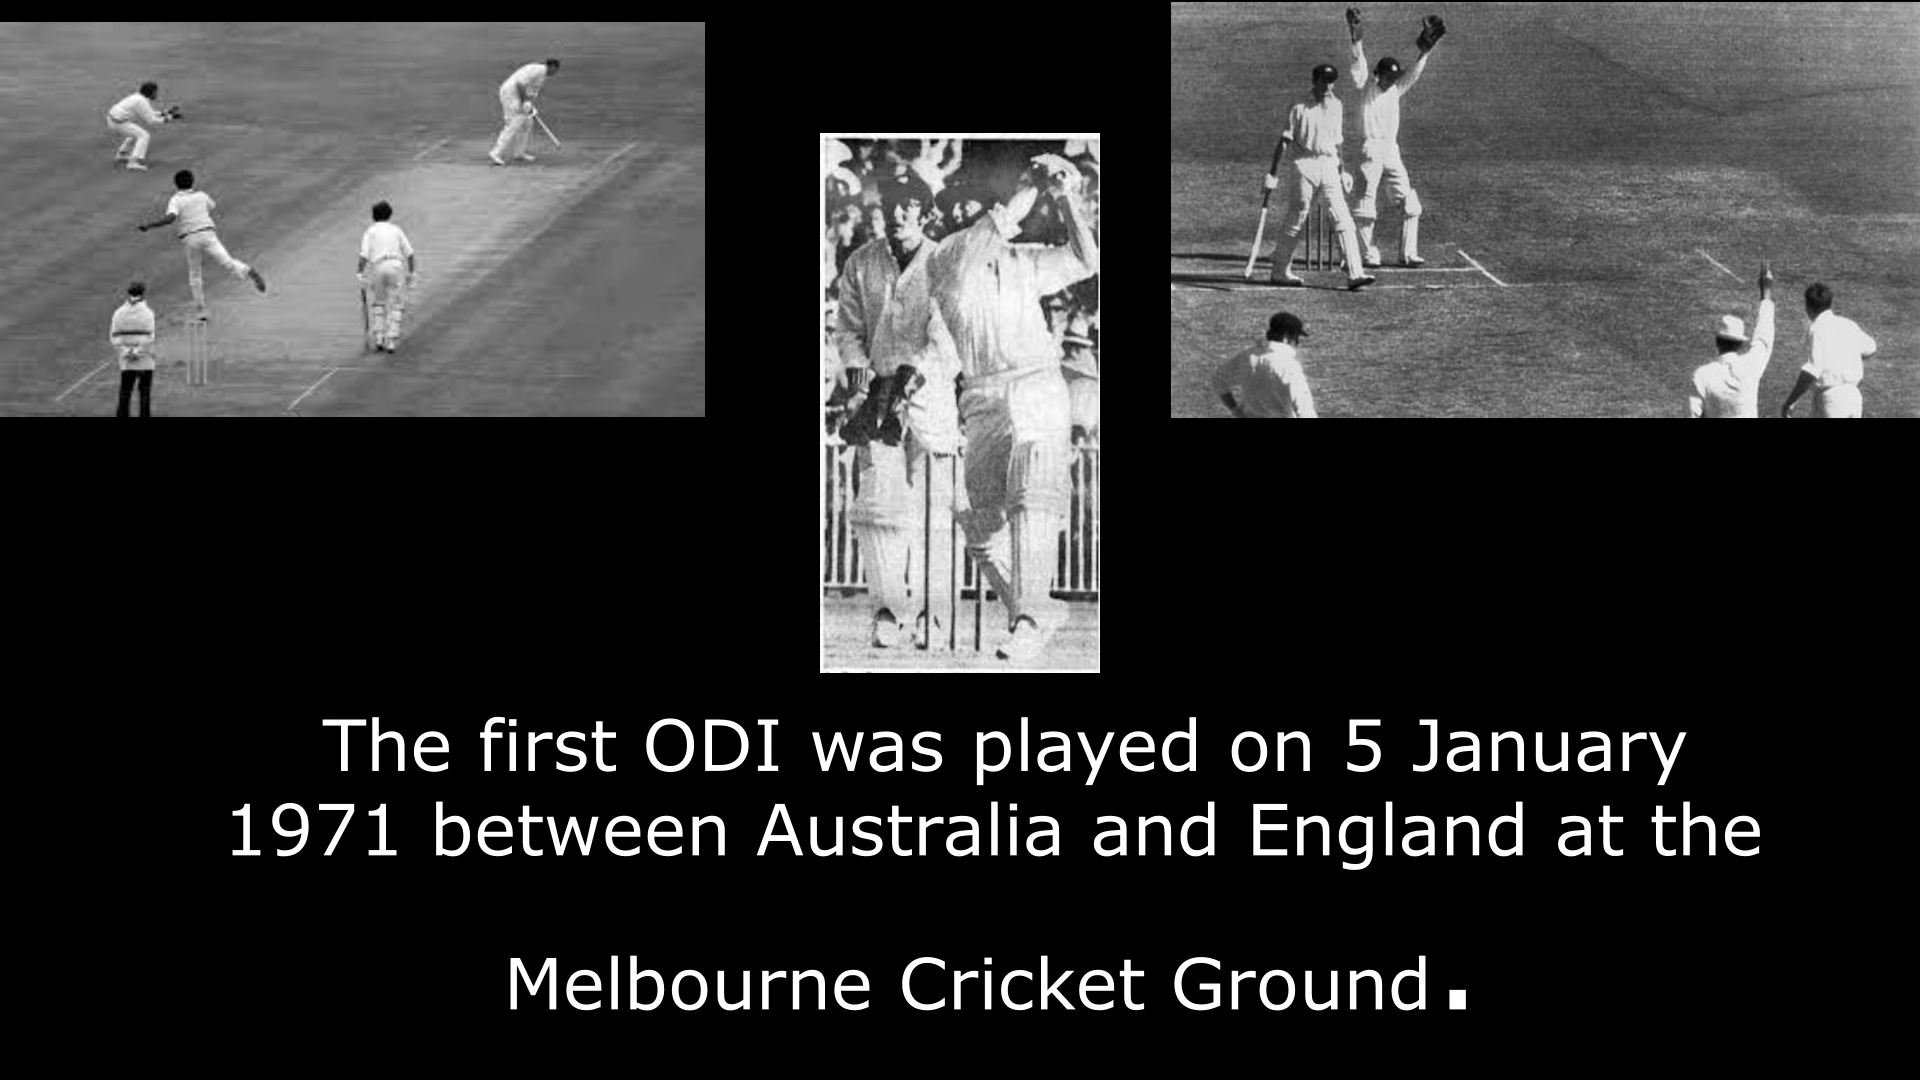 The first ODI was played on 5 January
1971 between Australia and England at the
Melbourne Cricket Ground.